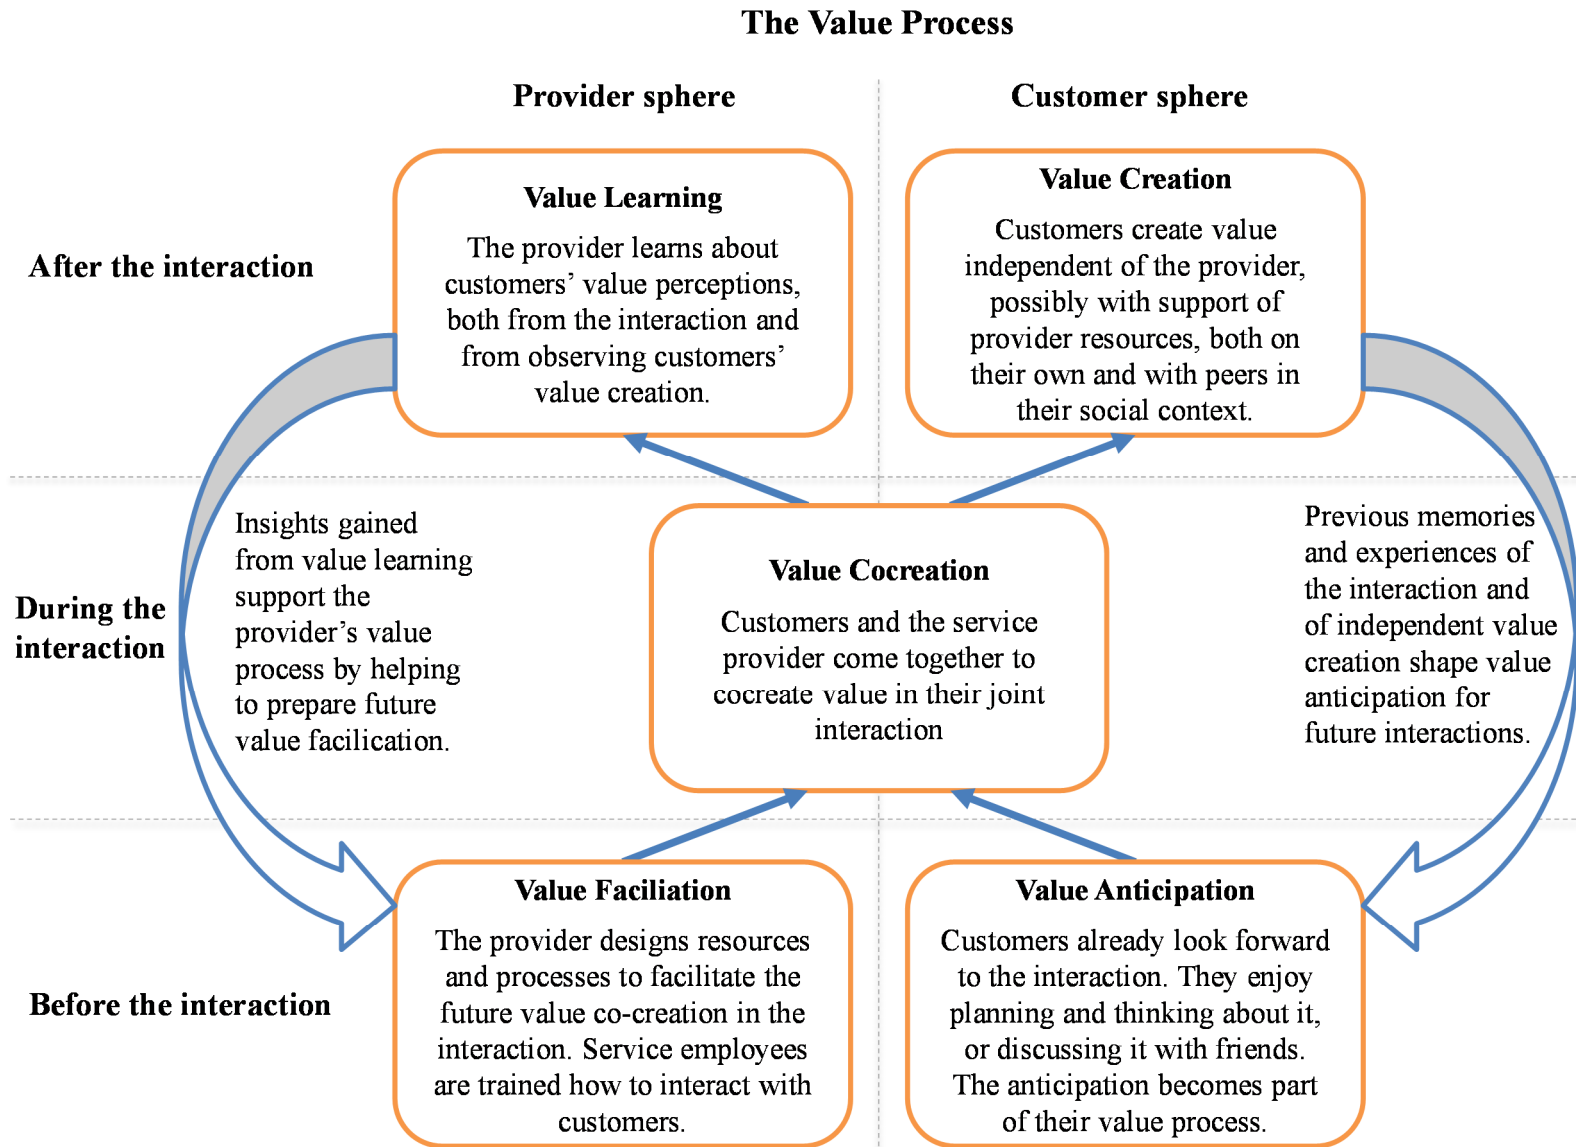 The Value Process
Provider sphere
Customer sphere
After the interaction
Value Learning
The provider learns about
customers’ value perceptions,
both from the interaction and
from observing customers’
value creation.
Value Creation
Customers create value
independent of the provider,
possibly with support of
provider resources, both on
their own and with peers in
their social context.
During the
interaction
Insights gained
from value learning
support the
provider’s value
process by helping
to prepare future
value facilication.
Value Cocreation
Customers and the service
provider come together to
cocreate value in their joint
interaction
Previous memories
and experiences of
the interaction and
of independent value
creation shape value
anticipation for
future interactions.
Before the interaction
Value Faciliation
The provider designs resources
and processes to facilitate the
future value co-creation in the
interaction. Service employees
are trained how to interact with
customers.
Value Anticipation
Customers already look forward
to the interaction. They enjoy
planning and thinking about it,
or discussing it with friends.
The anticipation becomes part
of their value process.